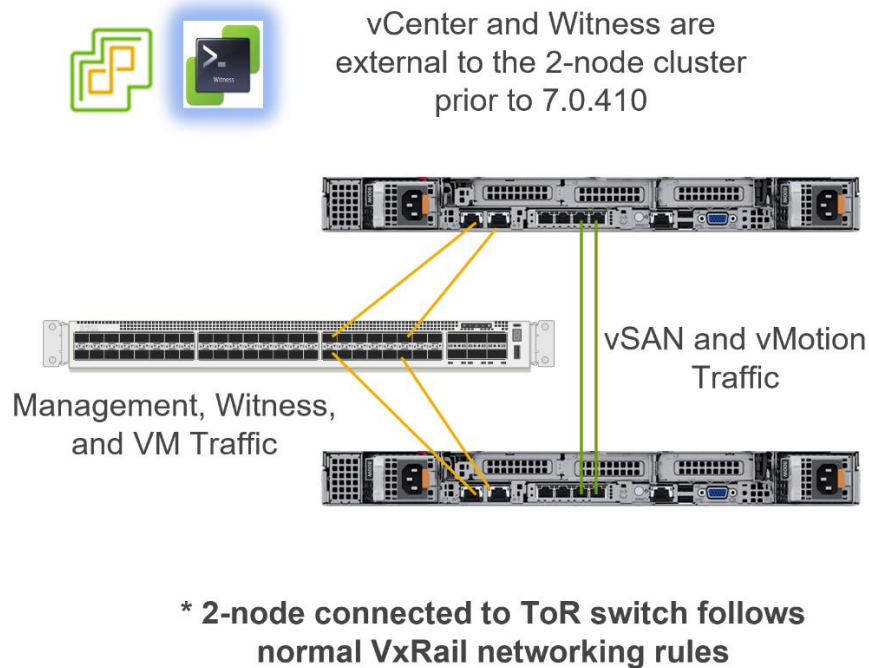 vCenter and Witness are
external to the 2-node cluster
prior to 7.0.410
>_
Witness
vSAN and vMotion
Traffic
Management, Witness,
and VM Traffic
* 2-node connected to ToR switch follows
normal VxRail networking rules